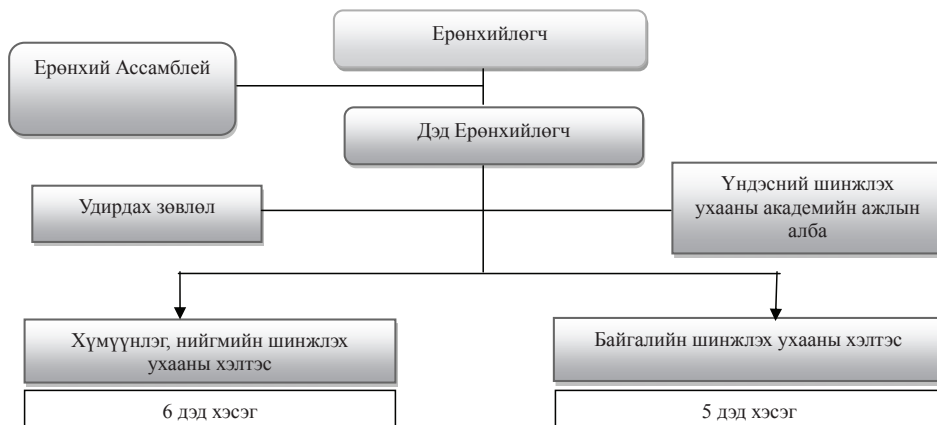 Ерөнхийлөгч
Ерөнхий Ассамблей
Дэд Ерөнхийлөгч
Удирдах зөвлөл
Үндэсний шинжлэх
ухааны академийн ажлын
алба
Хүмүүнлэг, нийгмийн шинжлэх
ухааны хэлтэс
Байгалийн шинжлэх ухааны хэлтэс
6 дэд хэсэг
5 дэд хэсэг